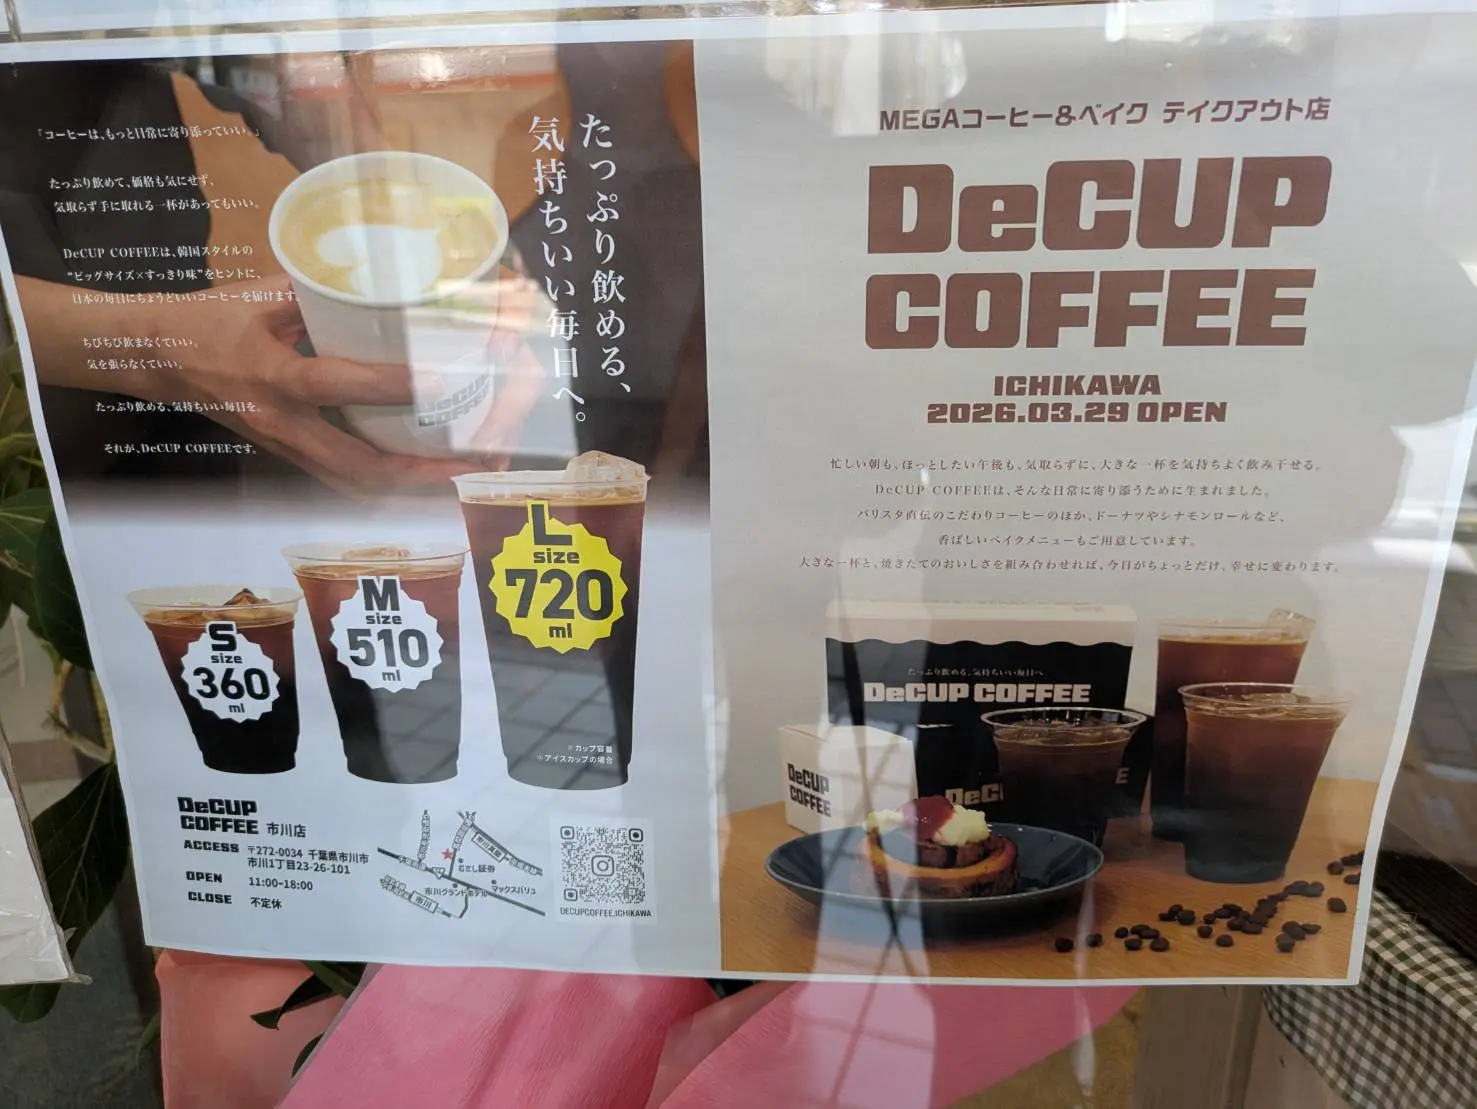 「コーヒーは、もっと日常に寄り添っていい。」
たっぷり飲めて、価格も気にせず、
気取らず手に取れる一杯があってもいい。
DeCUP COFFEEは、韓国スタイルの
“ビッグサイズ×すっきり味”をヒントに、
日本の毎日にちょうどいいコーヒーを届けます。
ちびちび飲まなくていい。
気を張らなくていい。
たっぷり飲める、気持ちいい毎日を。
それが、DeCUP COFFEEです。
たっぷり飲める、
気持ちいい毎日へ。
DeCUP
COFFEE
S
size
360
ml
M
size
510
ml
L
size
720
ml
※カップ容量
※アイスカップの場合
DeCUP
COFFEE 市川店
ACCESS 〒272-0034 千葉県市川市
市川1丁目23-26-101
OPEN 11:00-18:00
CLOSE 不定休
市川真間
むさし証券
マックスバリュ
市川グランドホテル
市川
DECUPCOFFEE.ICHIKAWA
MEGAコーヒー&ベイク テイクアウト店
DeCUP
COFFEE
ICHIKAWA
2026.03.29 OPEN
忙しい朝も、ほっとしたい午後も、気取らずに、大きな一杯を気持ちよく飲み干せる。
DeCUP COFFEEは、そんな日常に寄り添うために生まれました。
バリスタ直伝のこだわりコーヒーのほか、ドーナツやシナモンロールなど、
香ばしいベイクメニューもご用意しています。
大きな一杯と、焼きたてのおいしさを組み合わせれば、今日がちょっとだけ、幸せに変わります。
たっぷり飲める、気持ちいい毎日へ。
DeCUP COFFEE
DeCUP
COFFEE